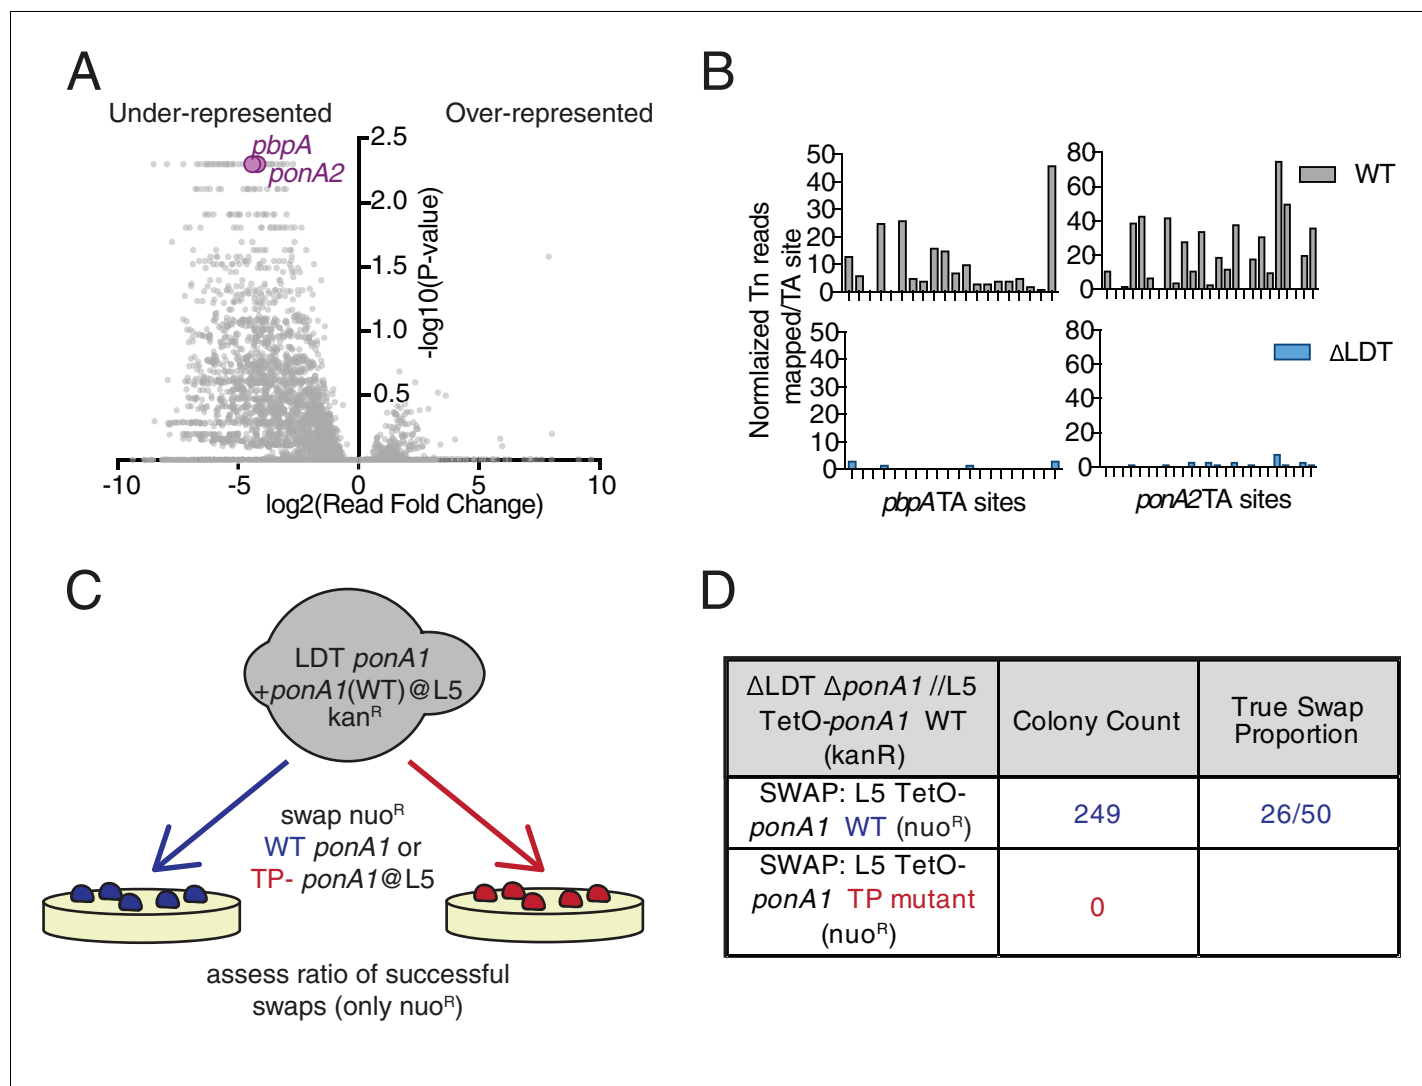 A
Under-represented
Over-represented
pbpA
ponA2
2.5
2.0
1.5
1.0
0.5
-log10(P-value)
-10
-5
0
5
10
log2(Read Fold Change)
B
Normlaized Tn reads
mapped/TA site
50
40
30
20
10
0
80
60
40
20
0
WT
50
40
30
20
10
0
80
60
40
20
0
ΔLDT
pbpATA sites
ponA2TA sites
C
LDT ponA1
+ponA1(WT)@L5
kanR
swap nuoR
WT ponA1 or
TP- ponA1@L5
assess ratio of successful
swaps (only nuoR)
D
ΔLDT ΔponA1 //L5
TetO-ponA1 WT
(kanR)
Colony Count
True Swap
Proportion
SWAP: L5 TetO-
ponA1 WT (nuoR)
249
26/50
SWAP: L5 TetO-
ponA1 TP mutant
(nuoR)
0